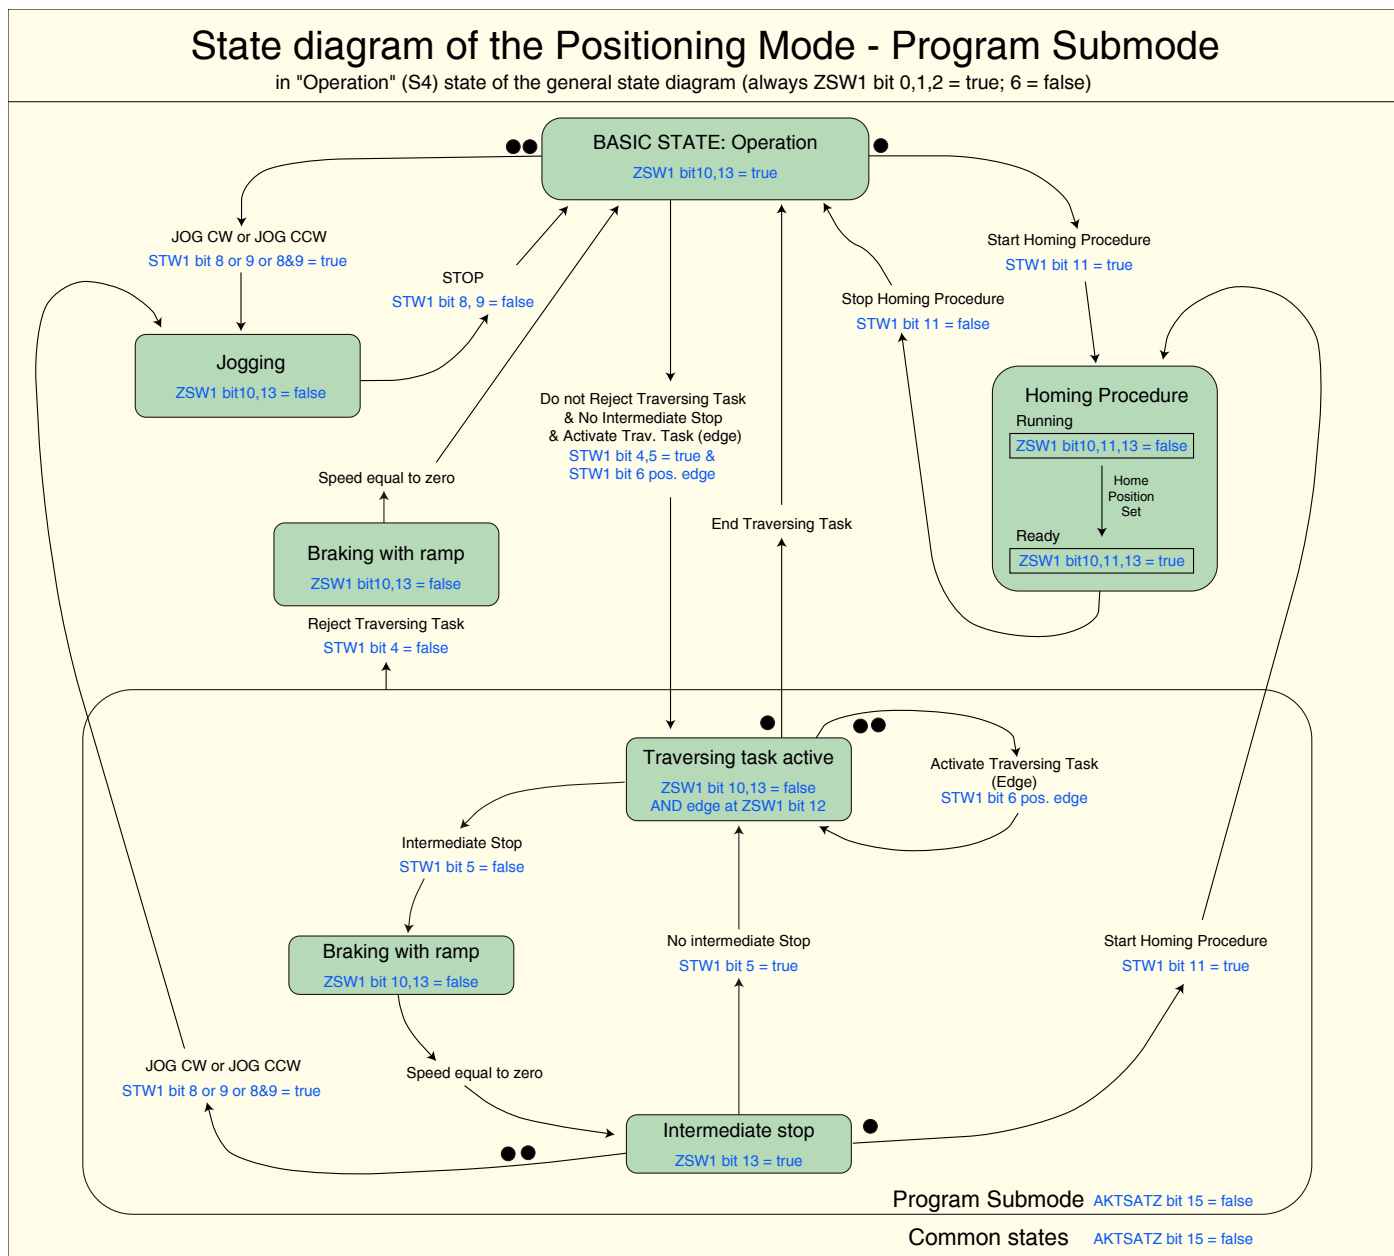 State diagram of the Positioning Mode - Program Submode
in "Operation" (S4) state of the general state diagram (always ZSW1 bit 0,1,2 = true; 6 = false)
BASIC STATE: Operation
ZSW1 bit10,13 = true
JOG CW or JOG CCW
STW1 bit 8 or 9 or 8&9 = true
STOP
STW1 bit 8, 9 = false
Start Homing Procedure
STW1 bit 11 = true
Stop Homing Procedure
STW1 bit 11 = false
Jogging
ZSW1 bit10,13 = false
Do not Reject Traversing Task
& No Intermediate Stop
& Activate Trav. Task (edge)
STW1 bit 4,5 = true &
STW1 bit 6 pos. edge
Homing Procedure
Running
ZSW1 bit10,11,13 = false
Home
Position
Set
Ready
ZSW1 bit10,11,13 = true
Speed equal to zero
End Traversing Task
Braking with ramp
ZSW1 bit10,13 = false
Reject Traversing Task
STW1 bit 4 = false
Traversing task active
ZSW1 bit 10,13 = false
AND edge at ZSW1 bit 12
Activate Traversing Task
(Edge)
STW1 bit 6 pos. edge
Intermediate Stop
STW1 bit 5 = false
Braking with ramp
ZSW1 bit 10,13 = false
No intermediate Stop
STW1 bit 5 = true
Start Homing Procedure
STW1 bit 11 = true
JOG CW or JOG CCW
STW1 bit 8 or 9 or 8&9 = true
Speed equal to zero
Intermediate stop
ZSW1 bit 13 = true
Program Submode AKTSATZ bit 15 = false
Common states AKTSATZ bit 15 = false